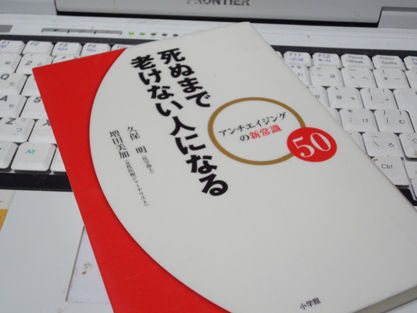 FRONTIER
死ぬまで
老けない人になる
アンチエイジング
の新常識
50
久保 明
増田美加
小学館